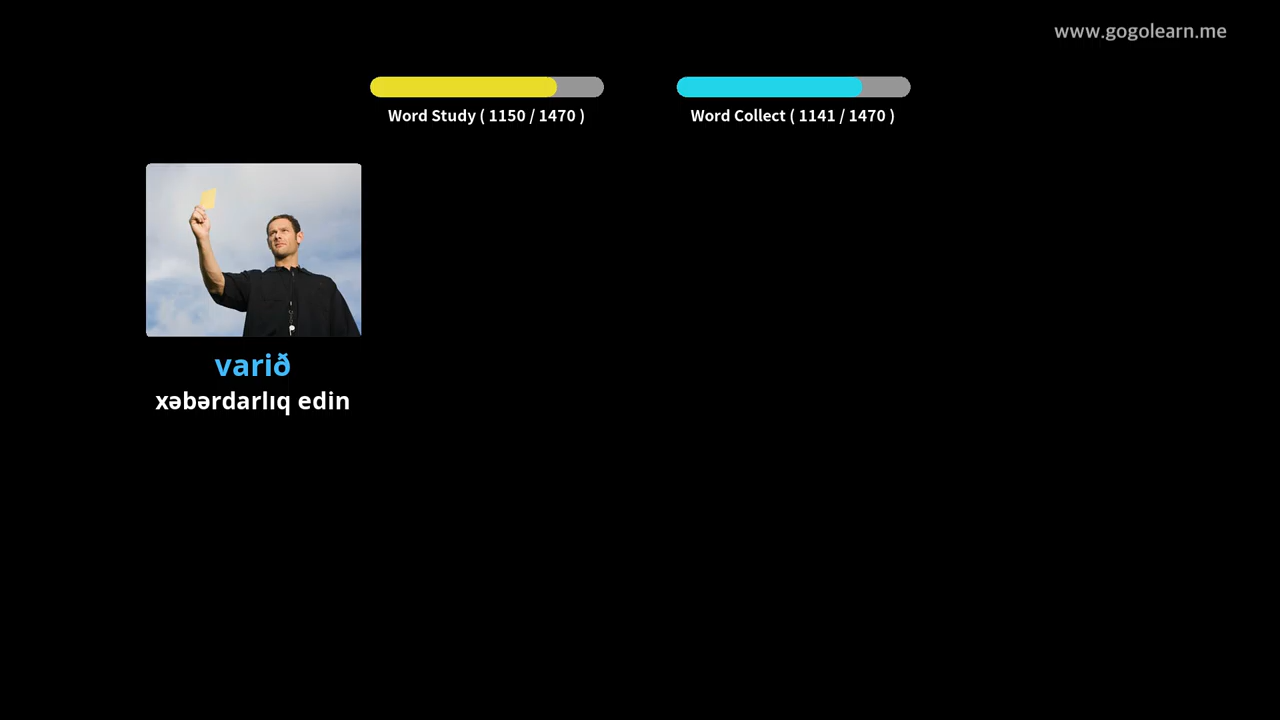 www.gogolearn.me
Word Study ( 1150 / 1470 )
Word Collect ( 1141 / 1470 )
varið
xəbərdarlıq edin